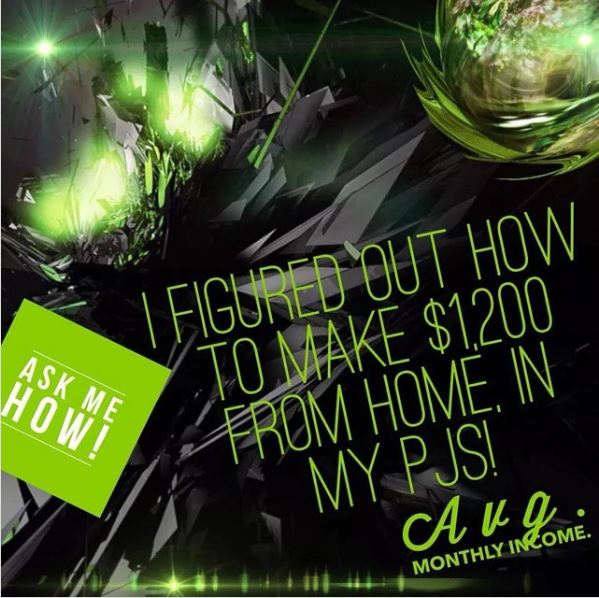 I FIGURED OUT HOW
TO MAKE $1,200
FROM HOME, IN
MY PJS!
ASK ME
HOW!
Avg.
MONTHLY INCOME.